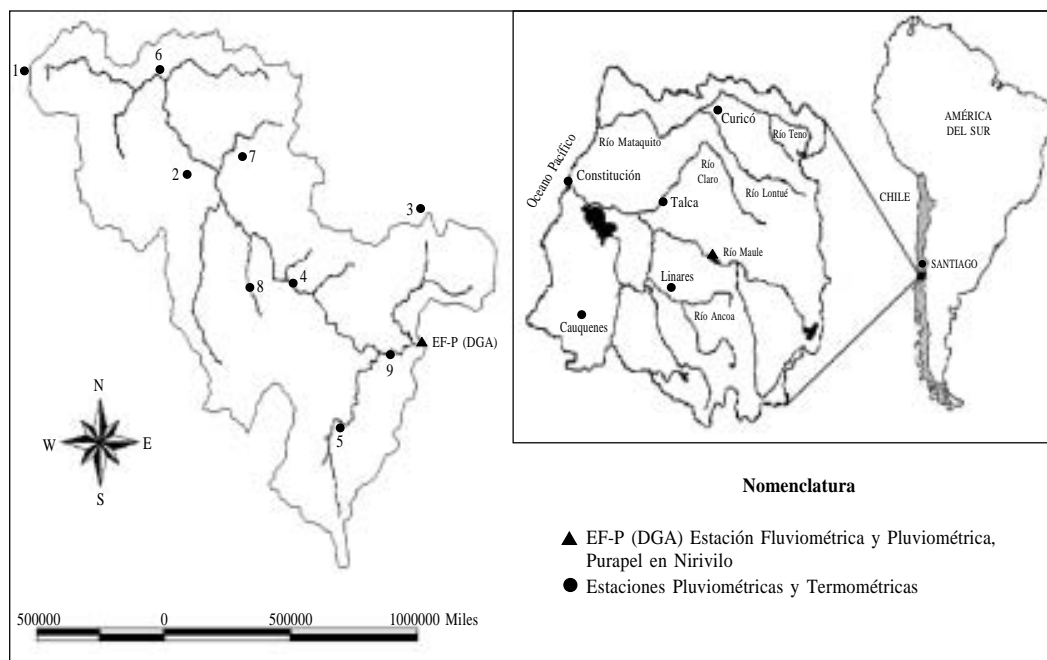 1
6
2
7
3
8
4
EF-P (DGA)
9
5
N
W
E
S
500000
0
500000
1000000 Miles
Curicó
Río Teno
Río Mataquito
Oceano Pacífico
Constitución
Río
Claro
Río Lontué
Talca
Río Maule
Linares
Río Ancoa
Cauquenes
AMÉRICA
DEL SUR
CHILE
SANTIAGO
Nomenclatura
EF-P (DGA) Estación Fluviométrica y Pluviométrica,
Purapel en Nirivilo
Estaciones Pluviométricas y Termométricas